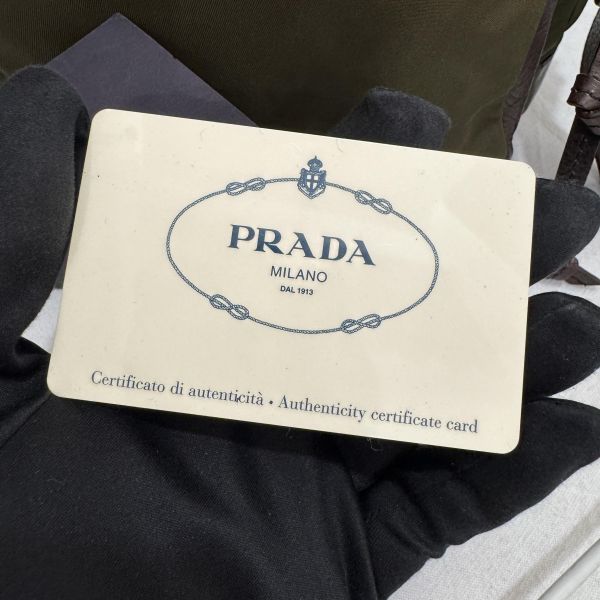 PRADA
MILANO
DAL 1913
Certificato di autenticità • Authenticity certificate card